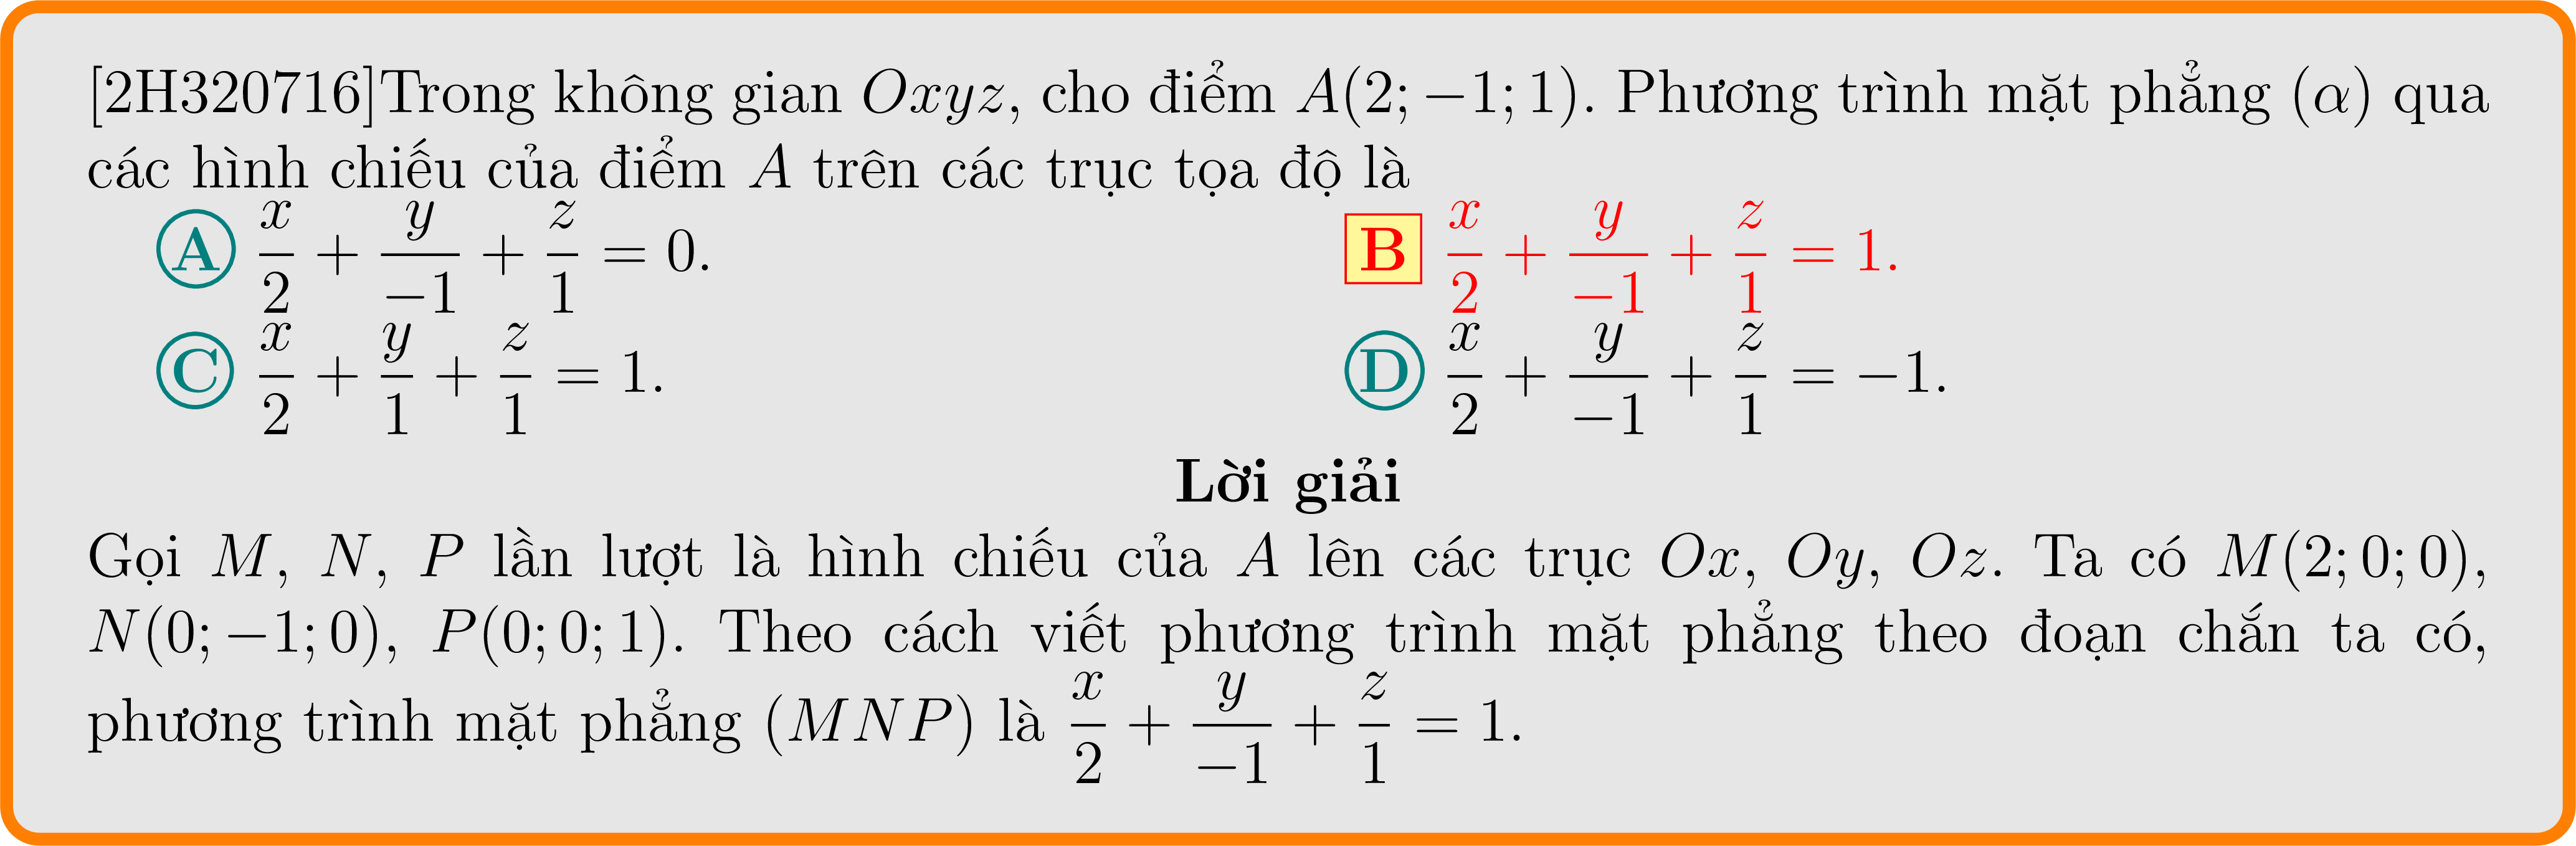 [2H320716]Trong không gian Oxyz, cho điểm A(2; −1; 1). Phương trình mặt phẳng (α) qua
các hình chiếu của điểm A trên các trục tọa độ là
A $\frac{x}{2} + \frac{y}{-1} + \frac{z}{1} = 0.$ B $\frac{x}{2} + \frac{y}{-1} + \frac{z}{1} = 1.$
C $\frac{x}{2} + \frac{y}{1} + \frac{z}{1} = 1.$ D $\frac{x}{2} + \frac{y}{-1} + \frac{z}{1} = -1.$
Lời giải
Gọi M, N, P lần lượt là hình chiếu của A lên các trục Ox, Oy, Oz. Ta có M(2; 0; 0),
N(0; −1; 0), P(0; 0; 1). Theo cách viết phương trình mặt phẳng theo đoạn chắn ta có,
phương trình mặt phẳng (MNP) là $\frac{x}{2} + \frac{y}{-1} + \frac{z}{1} = 1.$